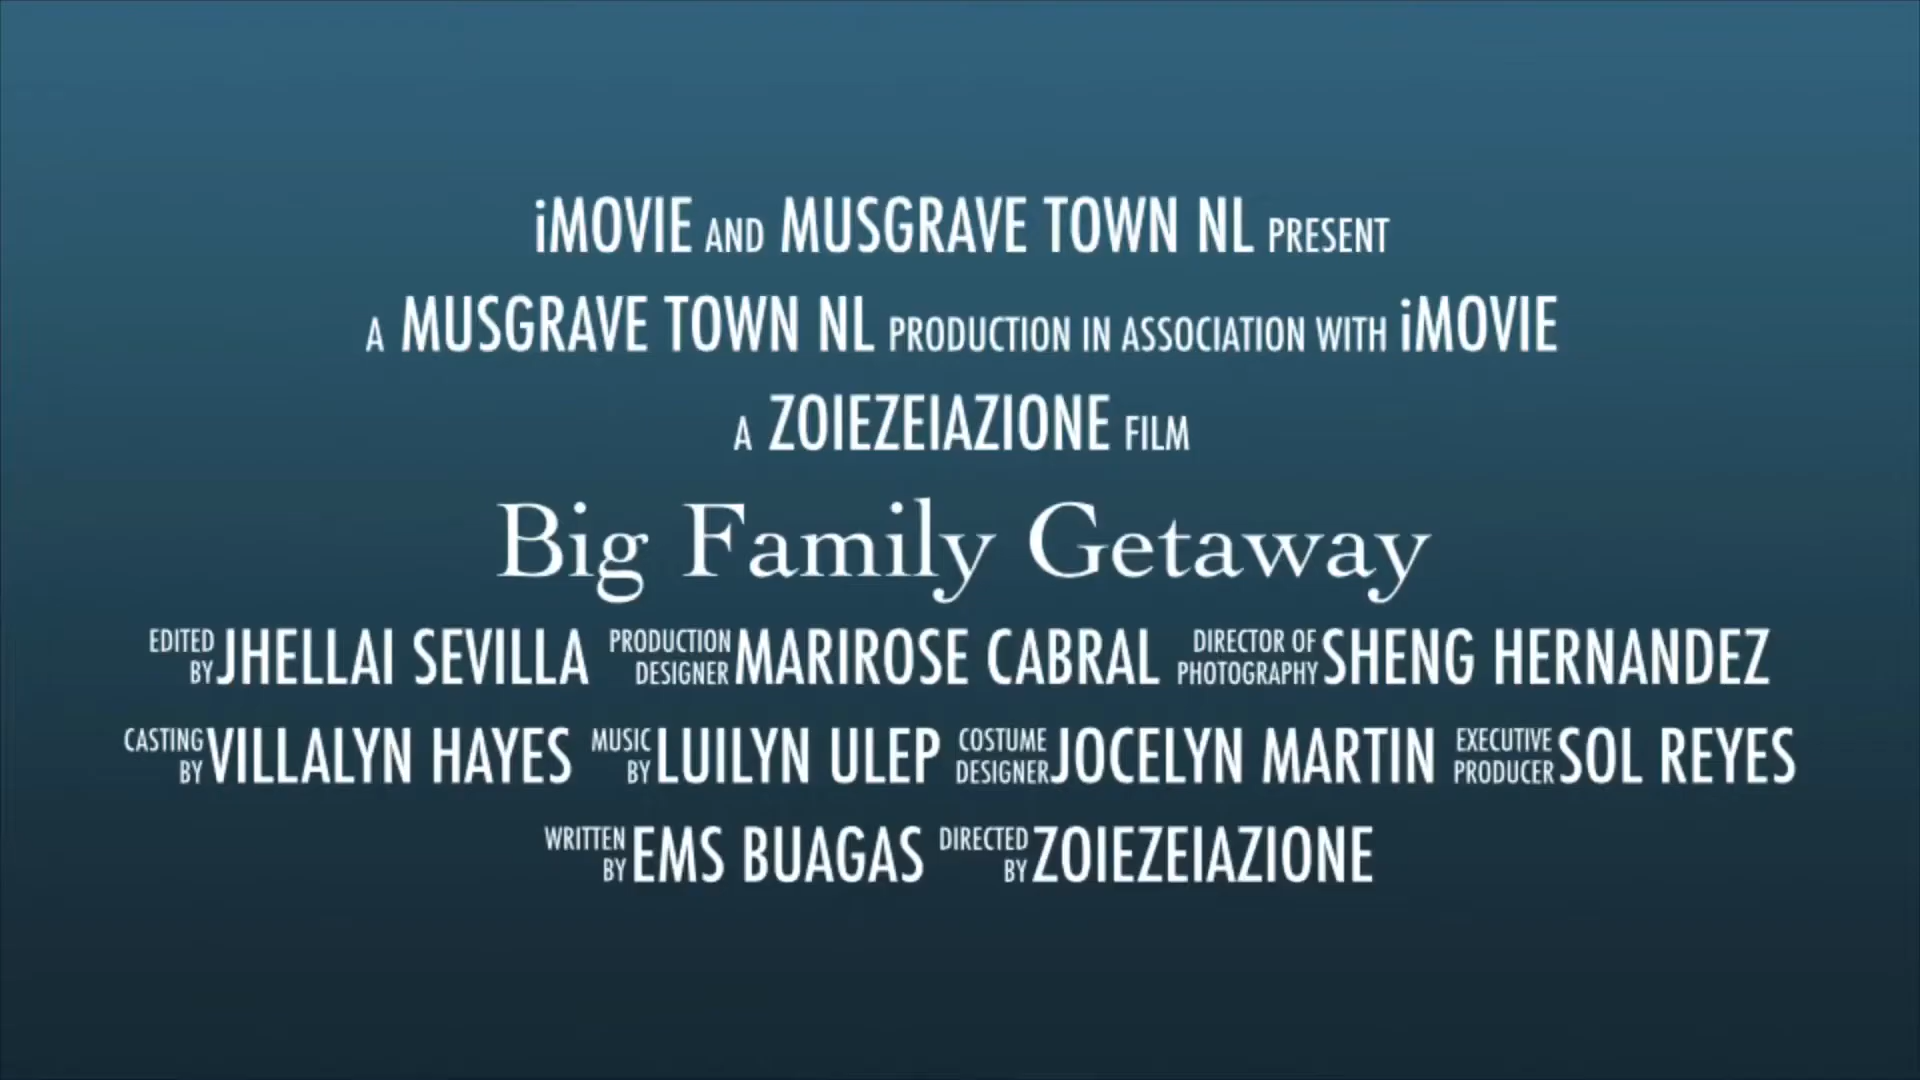 iMOVIE AND MUSGRAVE TOWN NL PRESENT
A MUSGRAVE TOWN NL PRODUCTION IN ASSOCIATION WITH iMOVIE
A ZOIEZEIAZIONE FILM
Big Family Getaway
EDITED BY JHELLAI SEVILLA PRODUCTION DESIGNER MARIROSE CABRAL DIRECTOR OF PHOTOGRAPHY SHENG HERNANDEZ
CASTING BY VILLALYN HAYES MUSIC BY LUILYN ULEP COSTUME DESIGNER JOCELYN MARTIN EXECUTIVE PRODUCER SOL REYES
WRITTEN BY EMS BUAGAS DIRECTED BY ZOIEZEIAZIONE